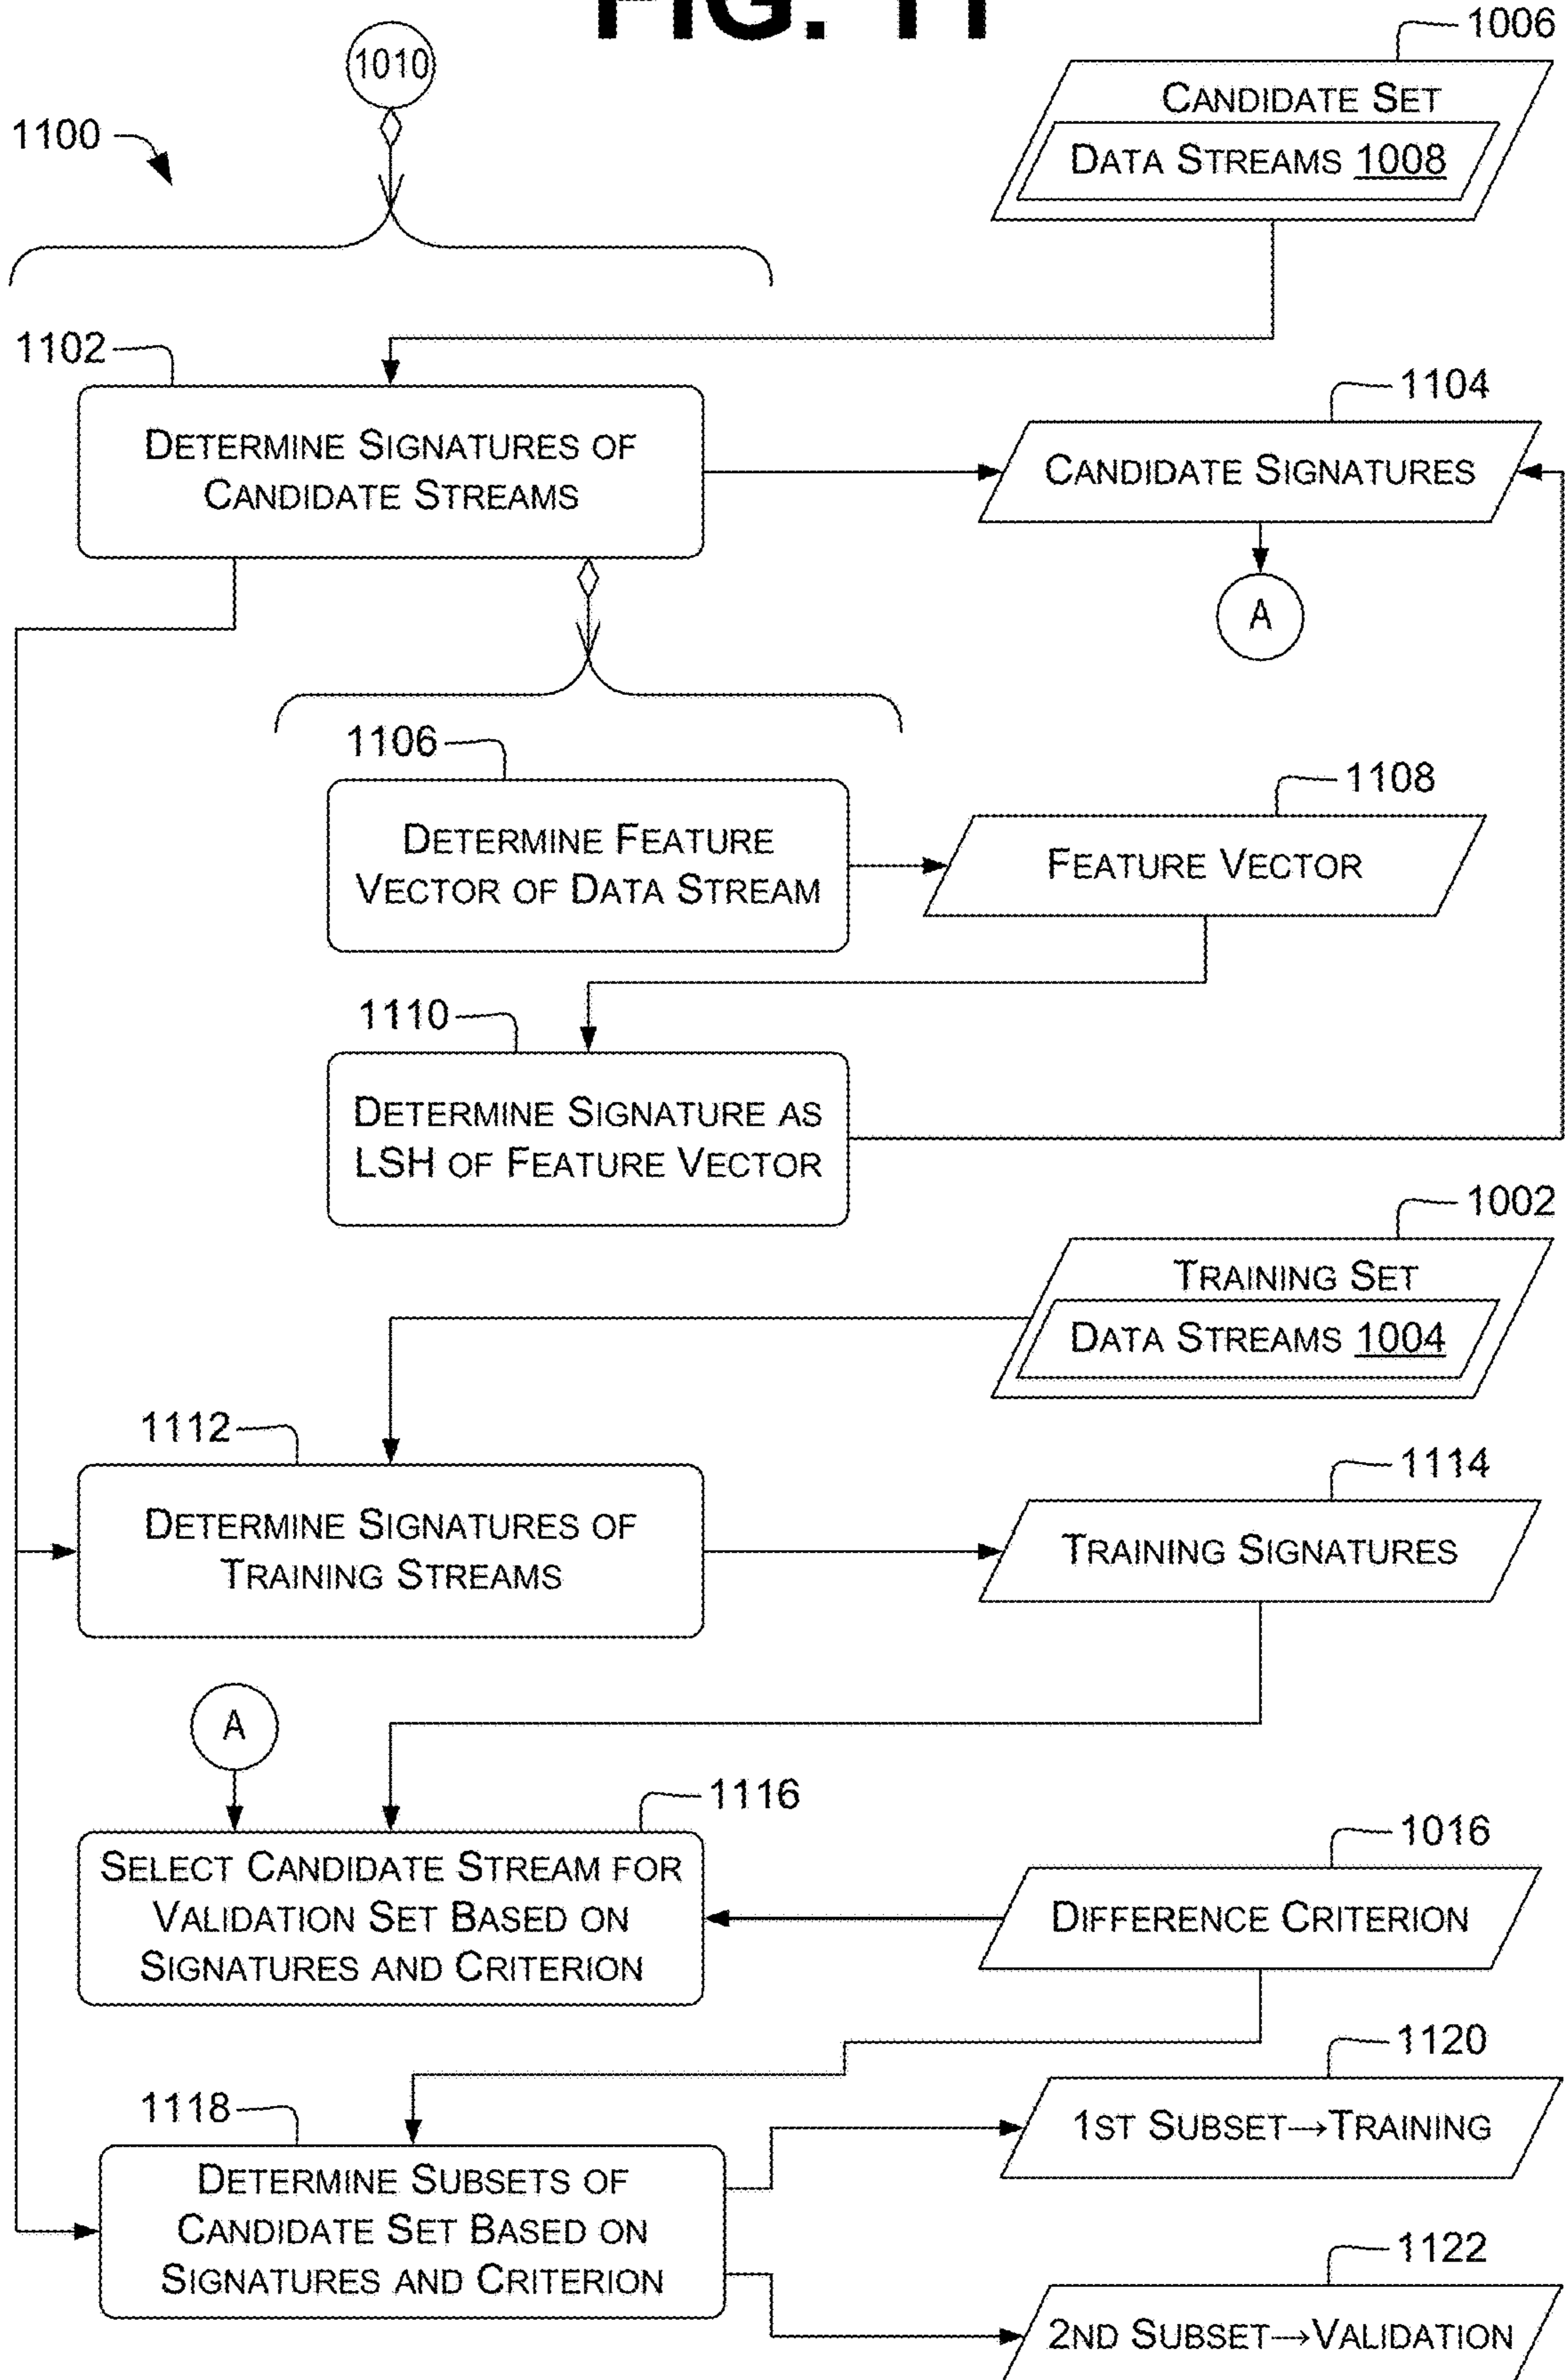 FIG. 11
1010
1006
CANDIDATE SET
DATA STREAMS 1008
1100
1102
DETERMINE SIGNATURES OF
CANDIDATE STREAMS
1104
CANDIDATE SIGNATURES
A
1106
DETERMINE FEATURE
VECTOR OF DATA STREAM
1108
FEATURE VECTOR
1110
DETERMINE SIGNATURE AS
LSH OF FEATURE VECTOR
1002
TRAINING SET
DATA STREAMS 1004
1112
DETERMINE SIGNATURES OF
TRAINING STREAMS
1114
TRAINING SIGNATURES
A
1116
SELECT CANDIDATE STREAM FOR
VALIDATION SET BASED ON
SIGNATURES AND CRITERION
1016
DIFFERENCE CRITERION
1118
DETERMINE SUBSETS OF
CANDIDATE SET BASED ON
SIGNATURES AND CRITERION
1120
1ST SUBSET→TRAINING
1122
2ND SUBSET→VALIDATION